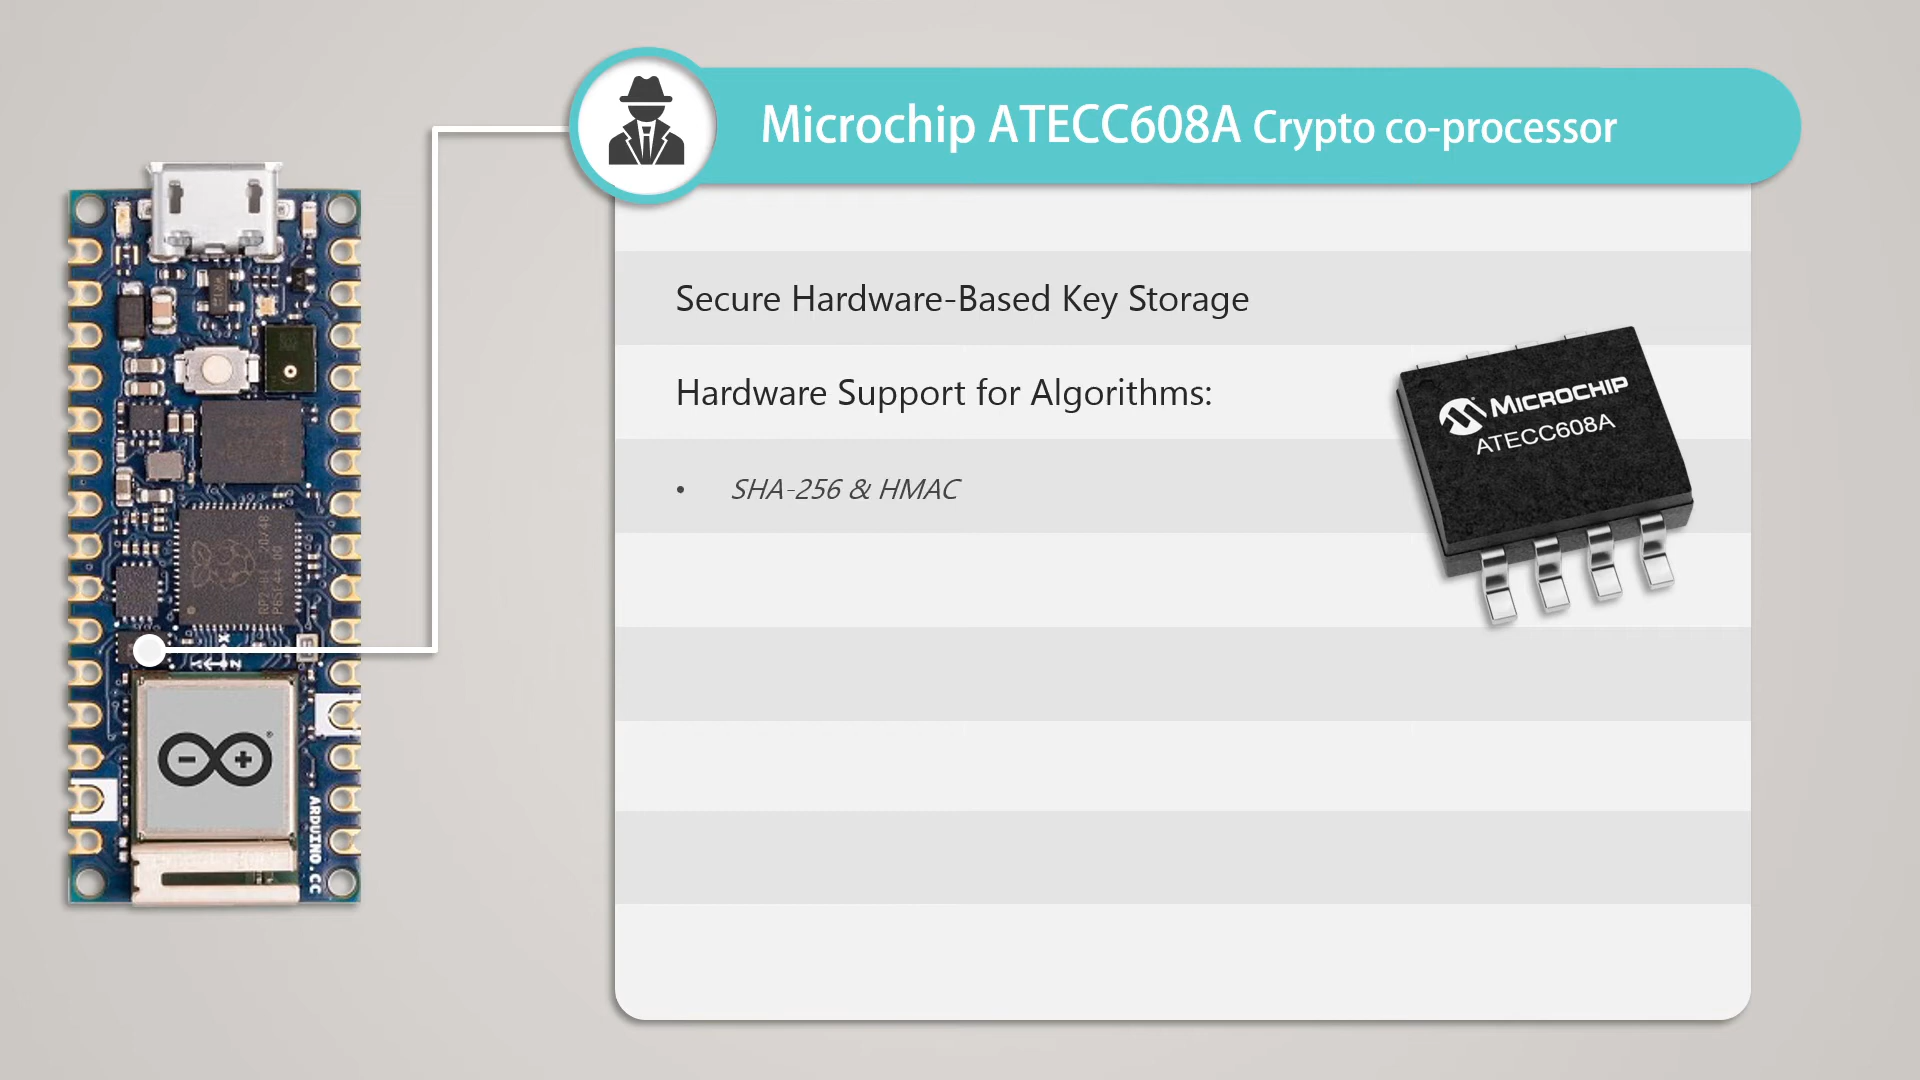 Microchip ATECC608A Crypto co-processor
Secure Hardware-Based Key Storage
Hardware Support for Algorithms:
• SHA-256 & HMAC
MICROCHIP
ATECC608A
ARDUINO.CC